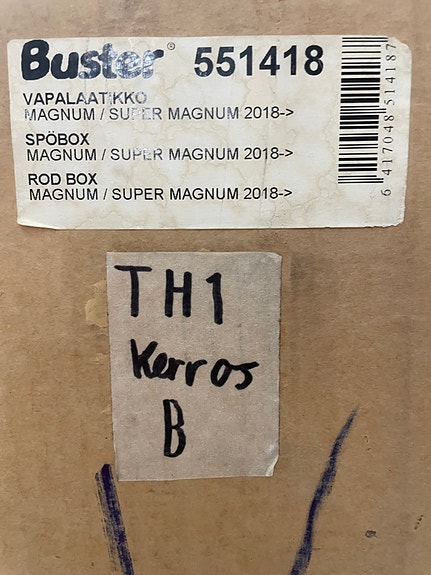 Buster® 551418
VAPALAATIKKO
MAGNUM / SUPER MAGNUM 2018->
SPÖBOX
MAGNUM / SUPER MAGNUM 2018->
ROD BOX
MAGNUM / SUPER MAGNUM 2018->
6 417048 514187
TH1
Kerros
B